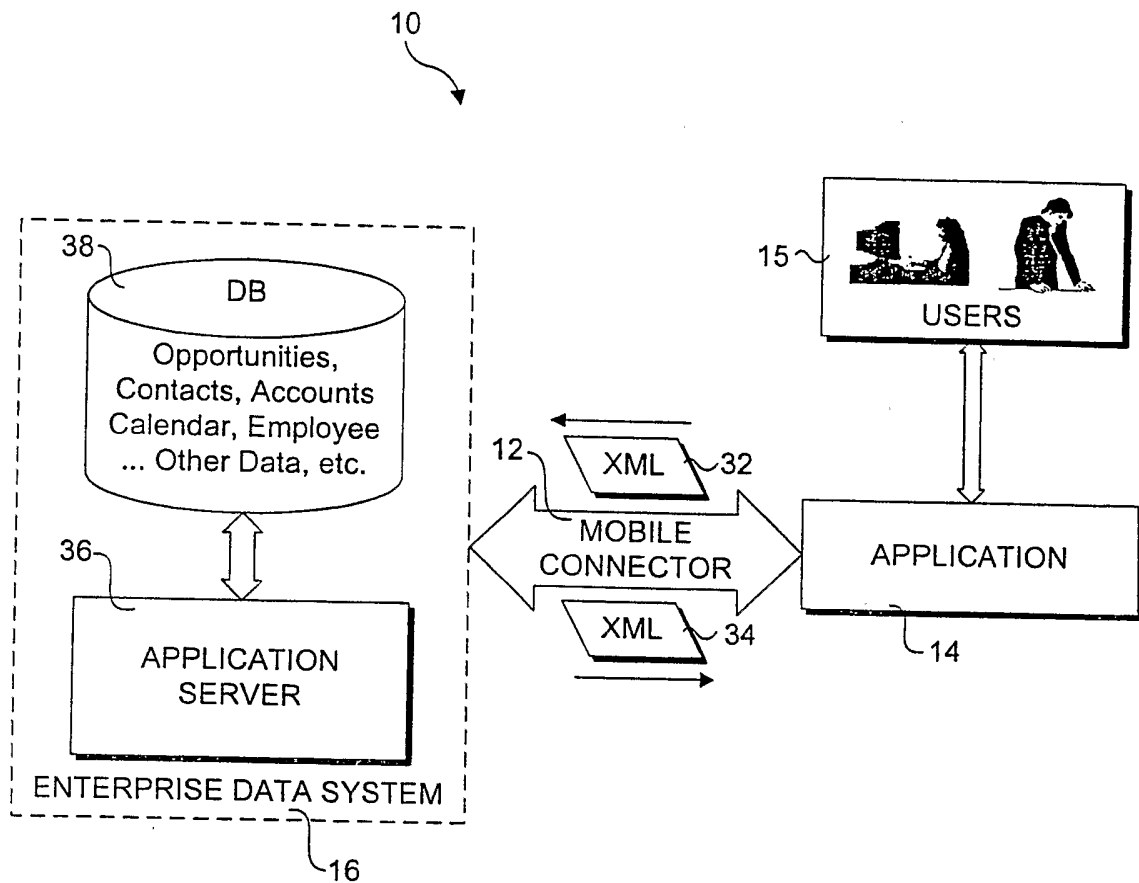 10
38
DB
Opportunities,
Contacts, Accounts
Calendar, Employee
... Other Data, etc.
36
APPLICATION
SERVER
ENTERPRISE DATA SYSTEM
16
XML
32
12
MOBILE
CONNECTOR
XML
34
15
USERS
APPLICATION
14